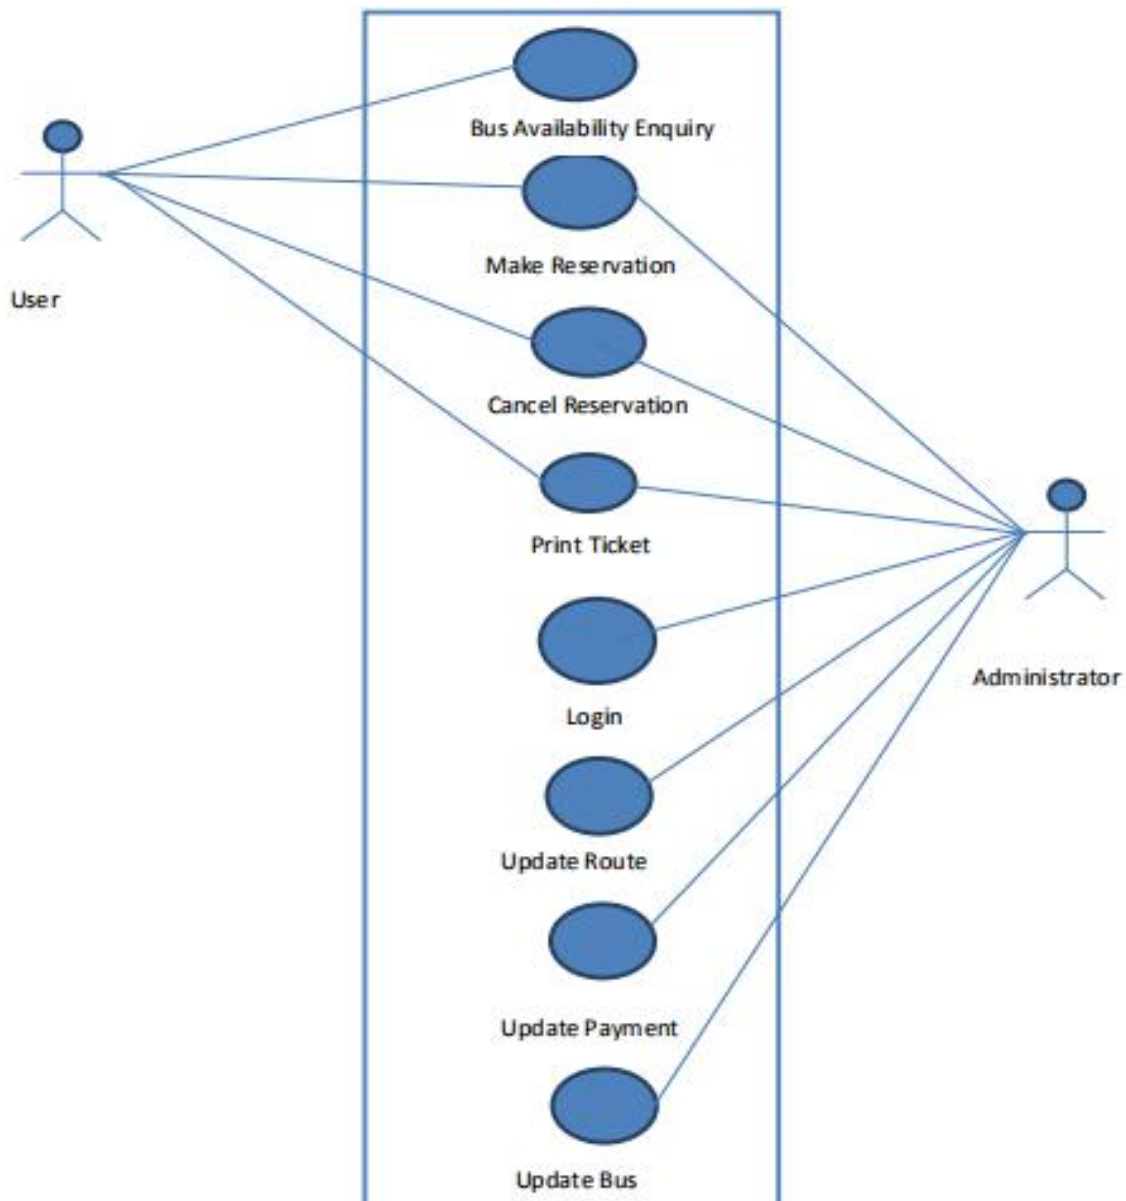 Bus Availability Enquiry
User
Make Reservation
Cancel Reservation
Print Ticket
Administrator
Login
Update Route
Update Payment
Update Bus